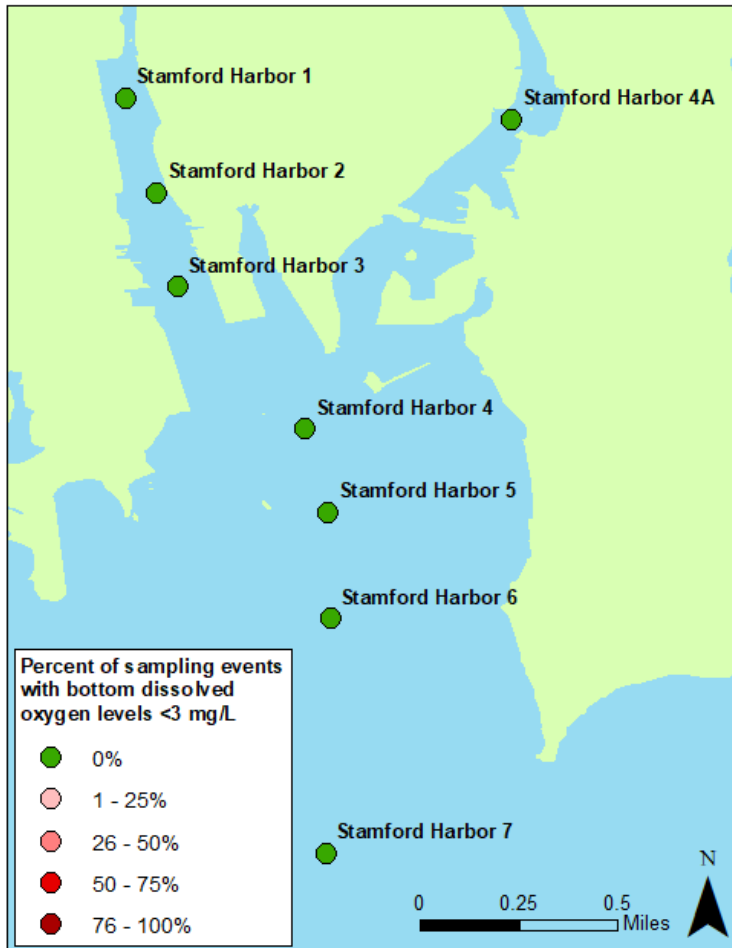 Stamford Harbor 1
Stamford Harbor 4A
Stamford Harbor 2
Stamford Harbor 3
Stamford Harbor 4
Stamford Harbor 5
Stamford Harbor 6
Percent of sampling events
with bottom dissolved
oxygen levels <3 mg/L
0%
1 - 25%
26 - 50%
50 - 75%
76 - 100%
Stamford Harbor 7
N
0 0.25 0.5
Miles